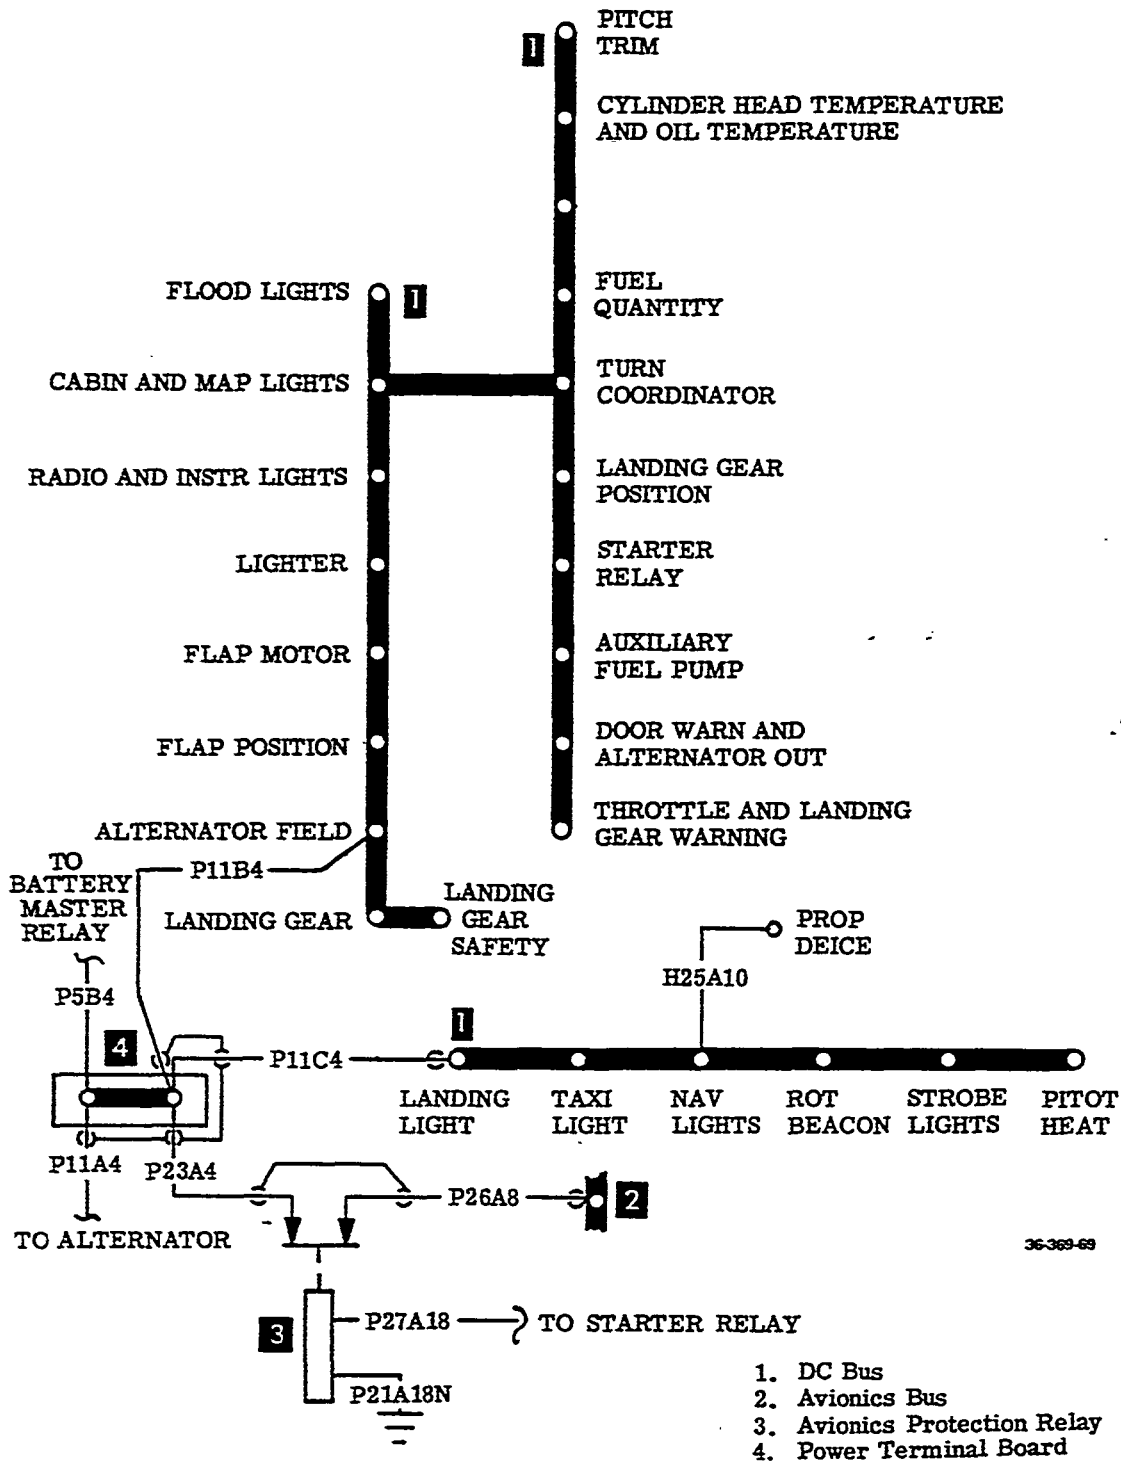 PITCH
TRIM
1
CYLINDER HEAD TEMPERATURE
AND OIL TEMPERATURE
FUEL
QUANTITY
FLOOD LIGHTS
1
CABIN AND MAP LIGHTS
TURN
COORDINATOR
RADIO AND INSTR LIGHTS
LANDING GEAR
POSITION
LIGHTER
STARTER
RELAY
FLAP MOTOR
AUXILIARY
FUEL PUMP
FLAP POSITION
DOOR WARN AND
ALTERNATOR OUT
ALTERNATOR FIELD
THROTTLE AND LANDING
GEAR WARNING
P11B4
TO
BATTERY
MASTER
RELAY
LANDING GEAR
LANDING
GEAR
SAFETY
PROP
DEICE
H25A10
P5B4
4
1
P11C4
LANDING
LIGHT
TAXI
LIGHT
NAV
LIGHTS
ROT
BEACON
STROBE
LIGHTS
PITOT
HEAT
P11A4
P23A4
P26A8
2
TO ALTERNATOR
36-369-69
3
P27A18
TO STARTER RELAY
P21A18N
1. DC Bus
2. Avionics Bus
3. Avionics Protection Relay
4. Power Terminal Board